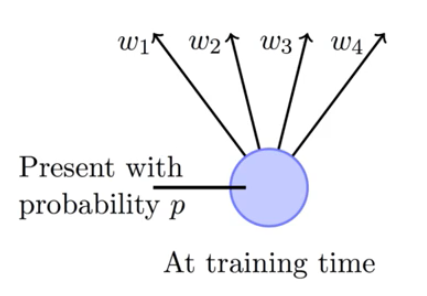 w1 w2 w3 w4
Present with
probability p
At training time